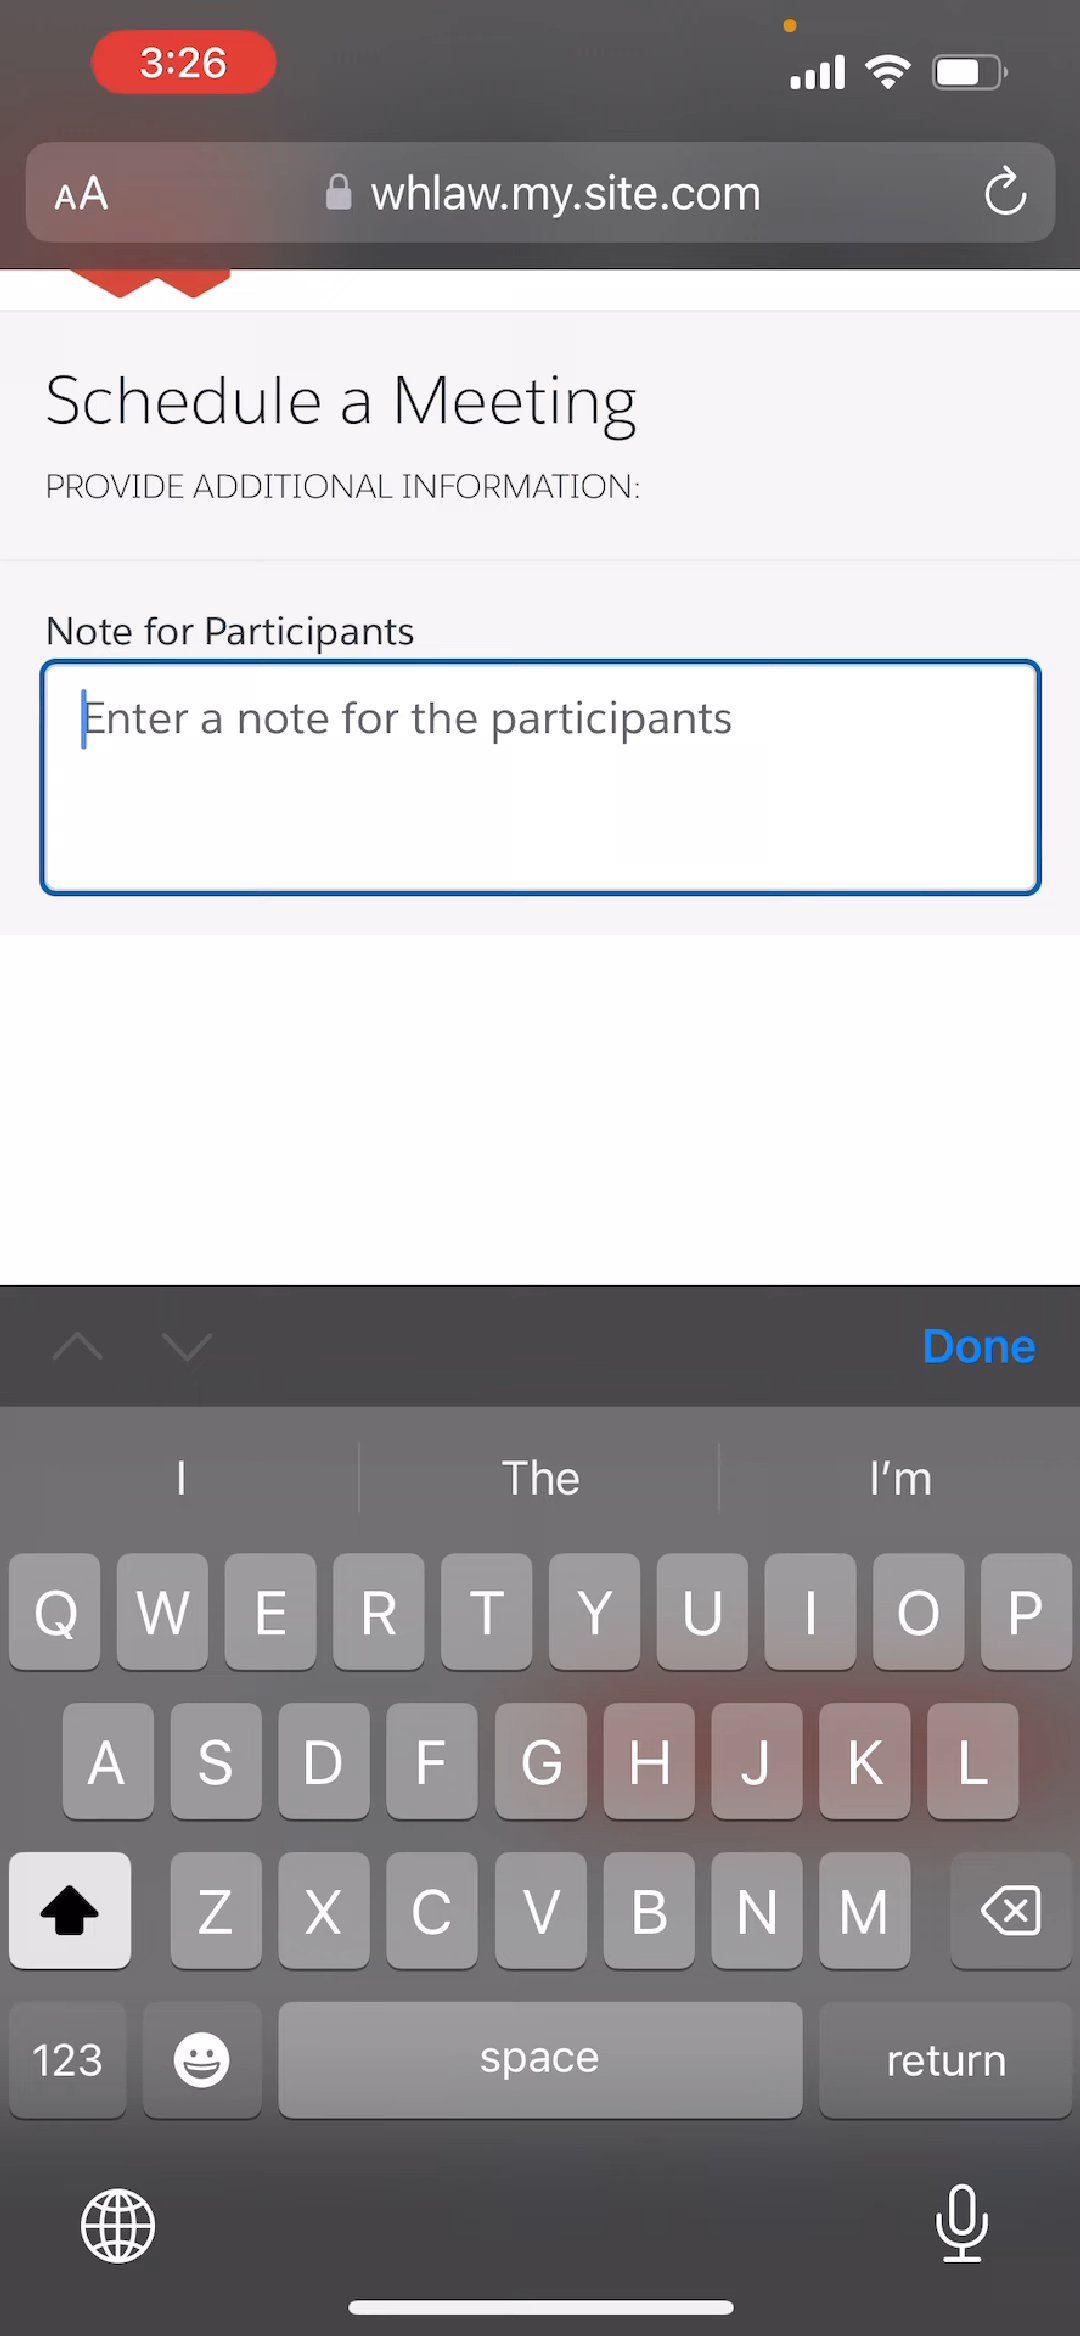 3:26
AA whlaw.my.site.com
Schedule a Meeting
PROVIDE ADDITIONAL INFORMATION:
Note for Participants
Enter a note for the participants
Done
I The I'm
Q W E R T Y U I O P
A S D F G H J K L
Z X C V B N M
123 space return